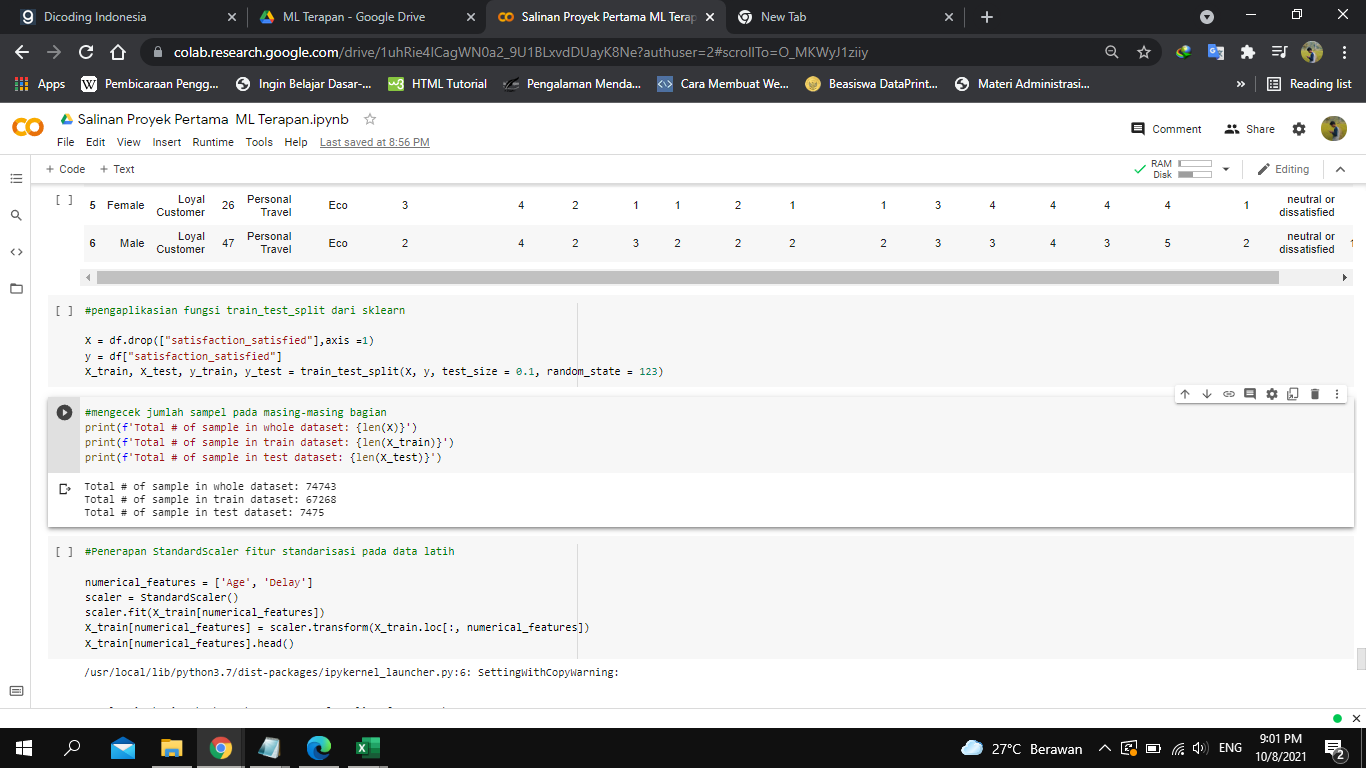 Dicoding Indonesia
ML Terapan - Google Drive
Salinan Proyek Pertama ML Terap
New Tab
colab.research.google.com/drive/1uhRie4lCagWN0a2_9U1BLxvdDUayK8Ne?authuser=2#scrollTo=O_MKWyJ1ziiy
Apps
Pembicaraan Pengg...
Ingin Belajar Dasar-...
HTML Tutorial
Pengalaman Menda...
Cara Membuat We...
Beasiswa DataPrint...
Materi Administrasi...
»
Reading list
Salinan Proyek Pertama ML Terapan.ipynb
Comment
Share
File Edit View Insert Runtime Tools Help Last saved at 8:56 PM
+ Code + Text
RAM
Disk
Editing
[ ] 5 Female Loyal Customer 26 Personal Travel Eco 3 4 2 1 1 2 1 1 3 4 4 4 4 1 neutral or dissatisfied
6 Male Loyal Customer 47 Personal Travel Eco 2 4 2 3 2 2 2 2 3 3 4 3 5 2 neutral or dissatisfied 1
[ ] #pengaplikasian fungsi train_test_split dari sklearn
X = df.drop(["satisfaction_satisfied"],axis =1)
y = df["satisfaction_satisfied"]
X_train, X_test, y_train, y_test = train_test_split(X, y, test_size = 0.1, random_state = 123)
#mengecek jumlah sampel pada masing-masing bagian
print(f'Total # of sample in whole dataset: {len(X)}')
print(f'Total # of sample in train dataset: {len(X_train)}')
print(f'Total # of sample in test dataset: {len(X_test)}')
Total # of sample in whole dataset: 74743
Total # of sample in train dataset: 67268
Total # of sample in test dataset: 7475
[ ] #Penerapan StandardScaler fitur standarisasi pada data latih
numerical_features = ['Age', 'Delay']
scaler = StandardScaler()
scaler.fit(X_train[numerical_features])
X_train[numerical_features] = scaler.transform(X_train.loc[:, numerical_features])
X_train[numerical_features].head()
/usr/local/lib/python3.7/dist-packages/ipykernel_launcher.py:6: SettingWithCopyWarning:
27°C Berawan
ENG
9:01 PM
10/8/2021
2